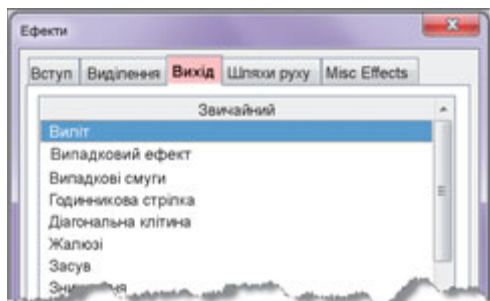 Ефекти
Вступ Виділення Вихід Шляхи руху Misc Effects
Звичайний
Виліт
Випадковий ефект
Випадкові смуги
Годинникова стрілка
Діагональна клітина
Жалюзі
Засув